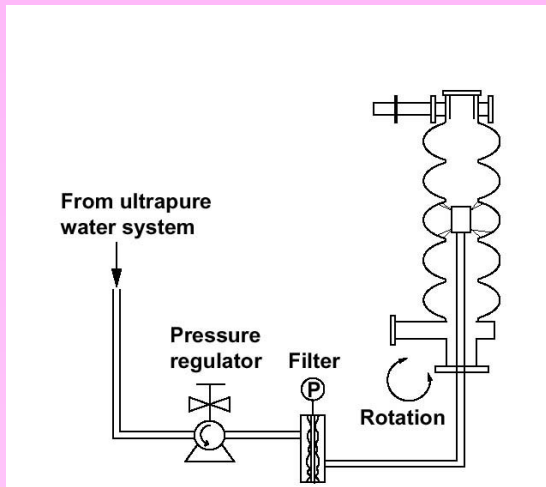 From ultrapure
water system
Pressure
regulator
Filter
P
Rotation